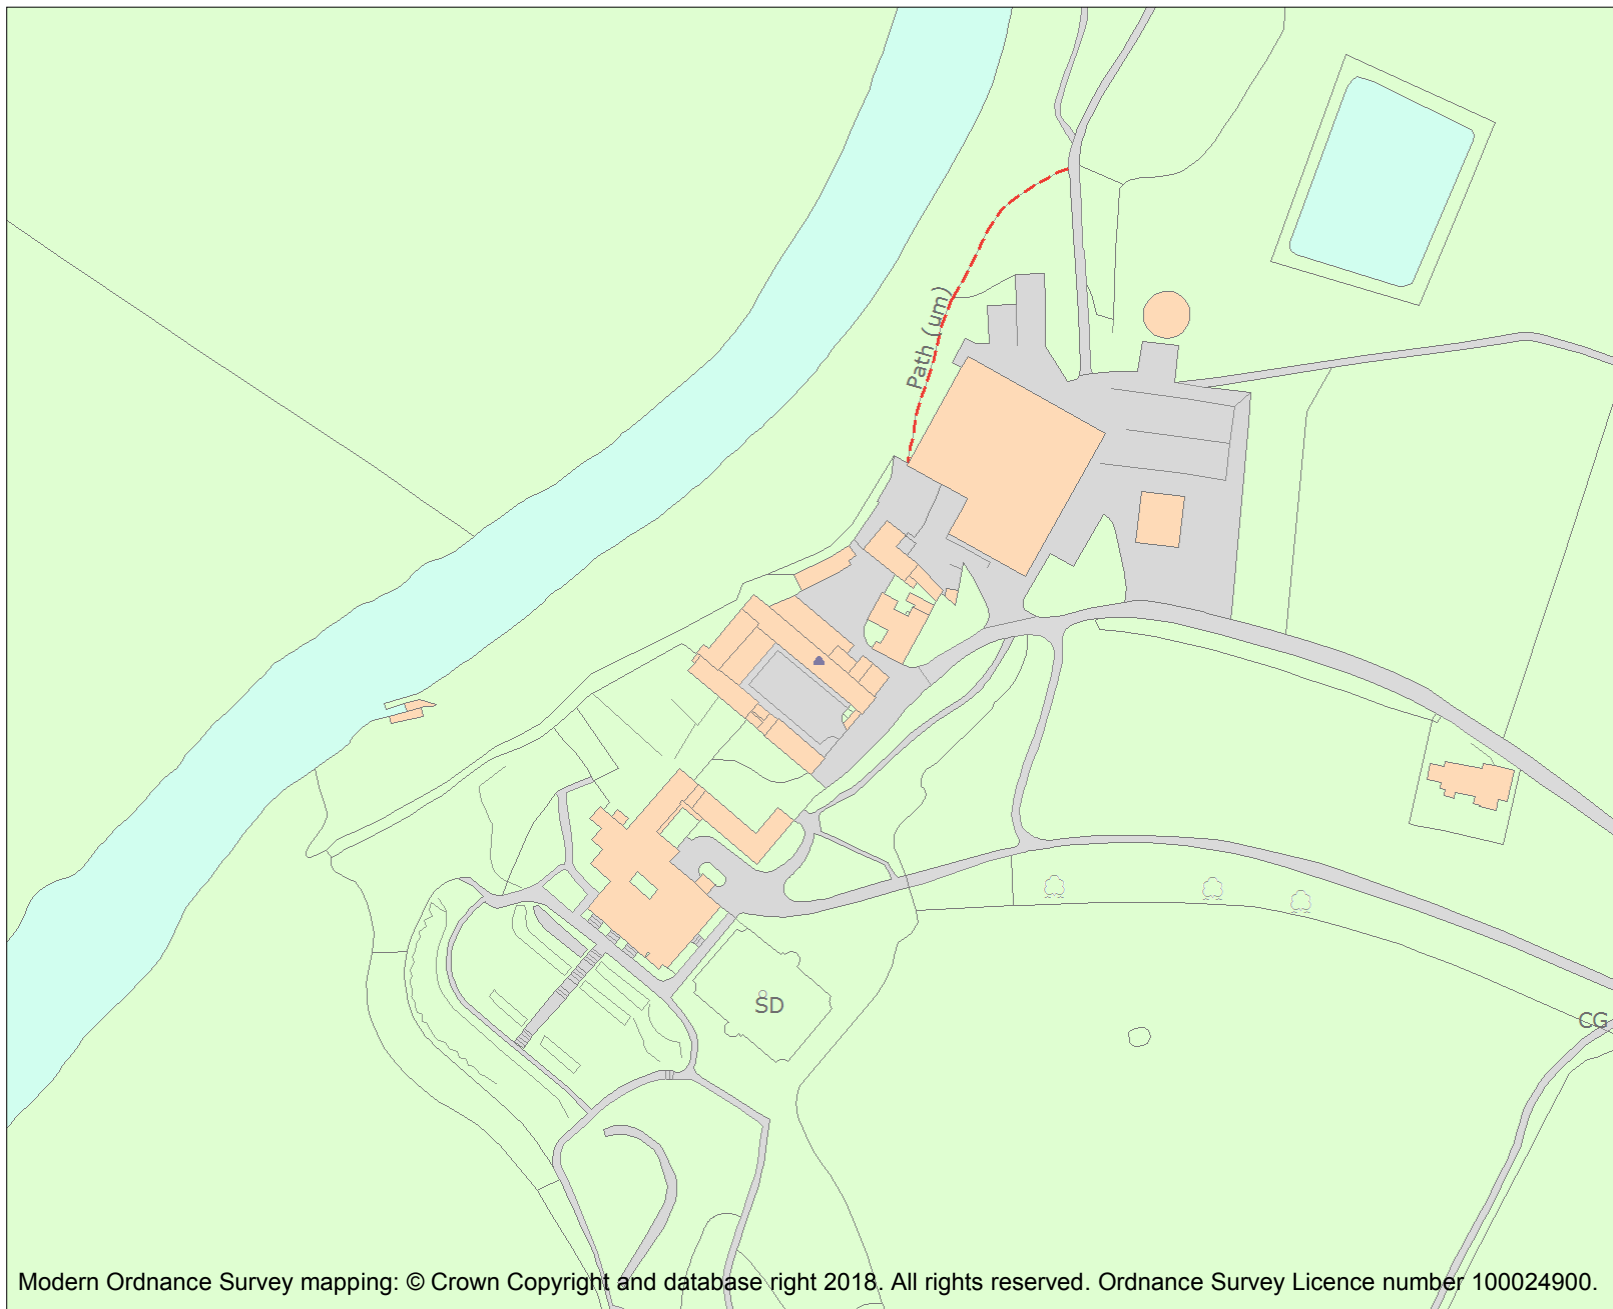 Path (um)
SD
CG
Modern Ordnance Survey mapping: © Crown Copyright and database right 2018. All rights reserved. Ordnance Survey Licence number 100024900.